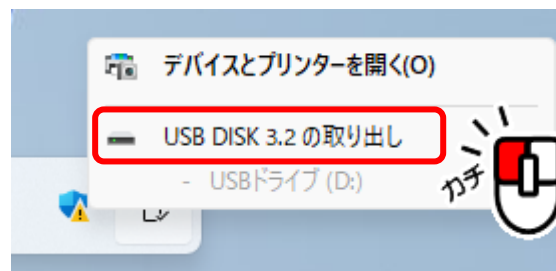 デバイスとプリンターを開く(O)
USB DISK 3.2 の取り出し
- USBドライブ (D:)
カチ